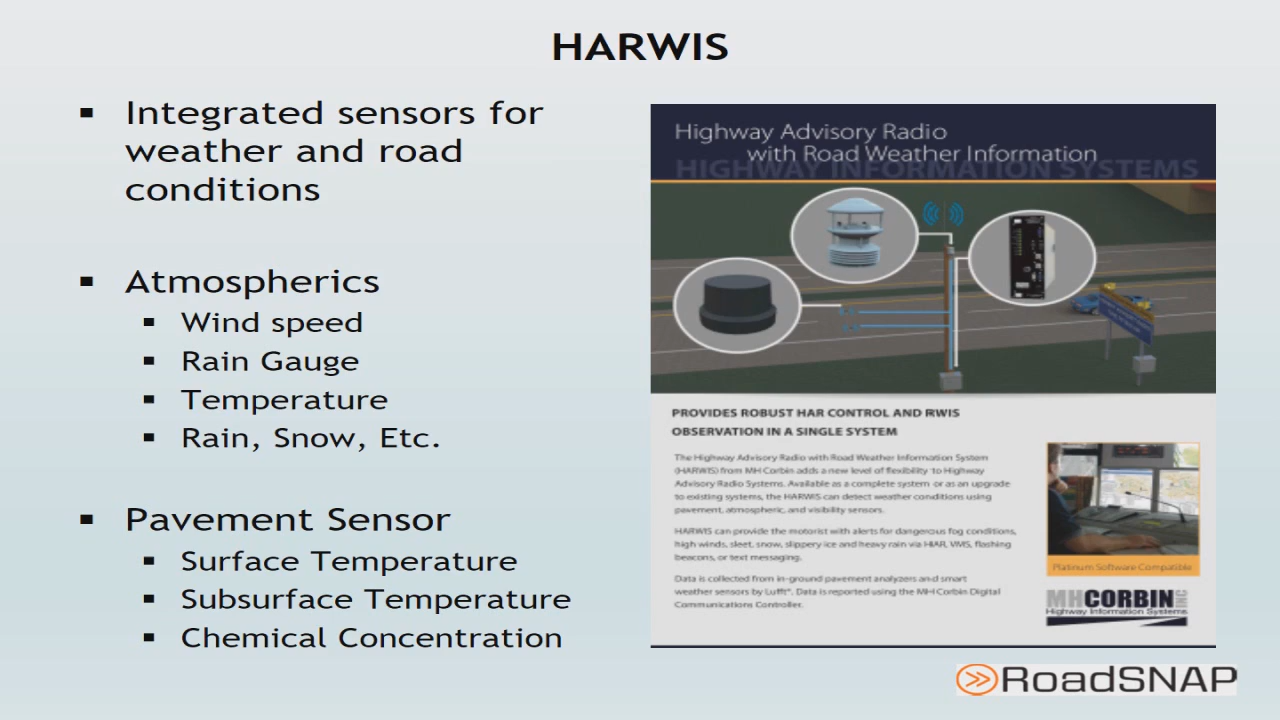 HARWIS
▪ Integrated sensors for
weather and road
conditions
▪ Atmospherics
▪ Wind speed
▪ Rain Gauge
▪ Temperature
▪ Rain, Snow, Etc.
▪ Pavement Sensor
▪ Surface Temperature
▪ Subsurface Temperature
▪ Chemical Concentration
Highway Advisory Radio
with Road Weather Information
HIGHWAY INFORMATION SYSTEMS
PROVIDES ROBUST HAR CONTROL AND RWIS
OBSERVATION IN A SINGLE SYSTEM
The Highway Advisory Radio with Road Weather Information System
(HARWIS) from MH Corbin adds a new level of flexibility to Highway
Advisory Radio Systems. Available as a complete system or as an upgrade
to existing systems, the HARWIS can detect weather conditions using
pavement, atmospheric, and visibility sensors.
HARWIS can provide the motorist with alerts for dangerous fog conditions,
high winds, sleet, snow, slippery ice and heavy rain via HAR, VMS, flashing
beacons, or text messaging.
Data is collected from in-ground pavement analyzers and smart
weather sensors by Lufft®. Data is reported using the MH Corbin Digital
Communications Controller.
Platinum Software Compatible
MHCORBIN INC
Highway Information Systems
RoadSNAP